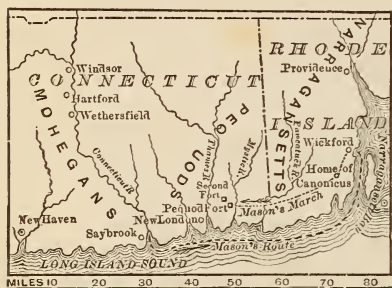 RHODE
ISLAND
CONNECTICUT
NARRAGANSETTS
Windsor
Hartford
Wethersfield
Providence
MOHEGANS
PEQUODS
Connecticut R.
Thames R.
Mystick R.
Wickford
Home of
Canonicus
Second
Fort
Pequod Fort
Mason's March
New Haven
Saybrook
New London
Mason's Route
LONG ISLAND SOUND
MILES 10 20 30 40 50 60 70 80